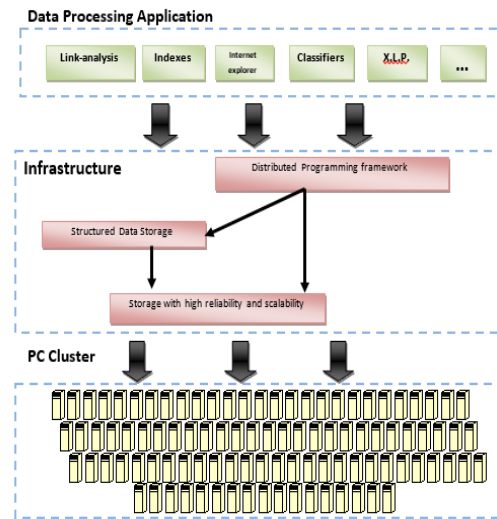 Data Processing Application
Link-analysis
Indexes
Internet
explorer
Classifiers
X.L.P.
...
Infrastructure
Distributed Programming framework
Structured Data Storage
Storage with high reliability and scalability
PC Cluster